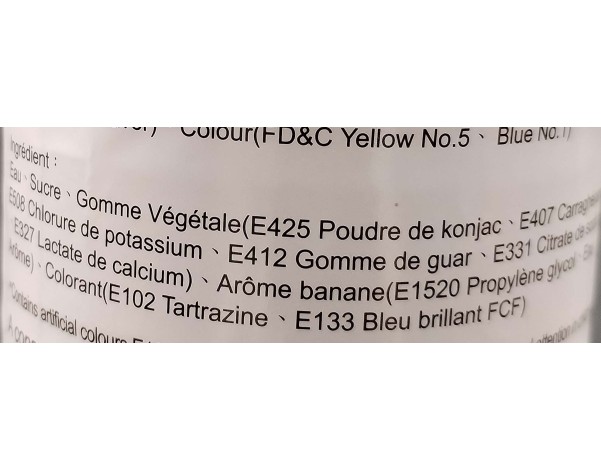 Colour(FD&C Yellow No.5、 Blue No.1)
Ingrédient :
Eau、Sucre、Gomme Végétale(E425 Poudre de konjac、E407
E508 Chlorure de potassium、E412 Gomme de guar、E331 Citrate de
E327 Lactate de calcium)、Arôme banane(E1520 Propylène glycol、
Arôme)、Colorant(E102 Tartrazine、E133 Bleu brillant FCF)
*Contains artificial colours